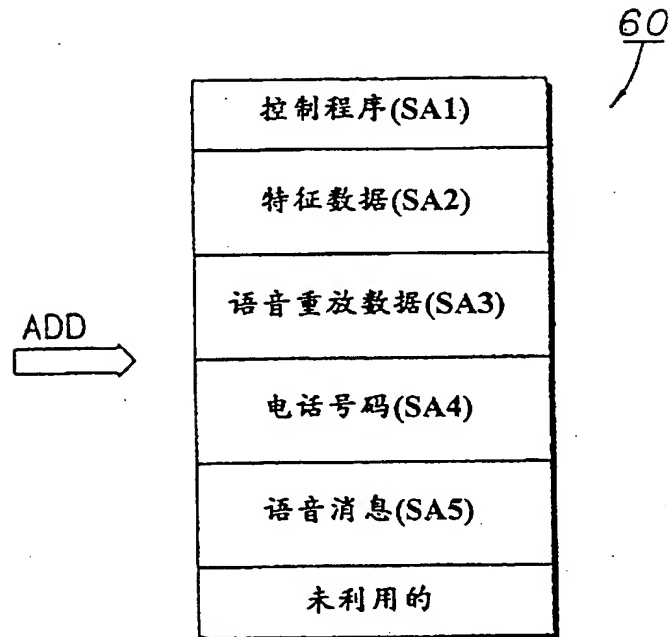 60
控制程序(SA1)
特征数据(SA2)
语音重放数据(SA3)
ADD
电话号码(SA4)
语音消息(SA5)
未利用的